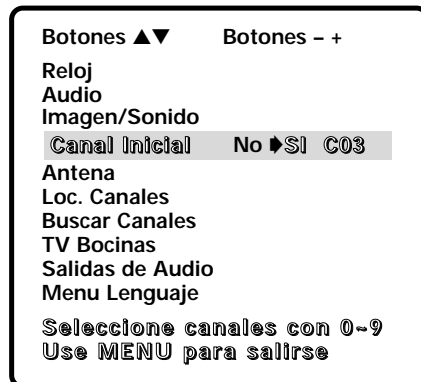 Botones ▲▼ Botones – +
Reloj
Audio
Imagen/Sonido
Canal Inicial No ➧SI C03
Antena
Loc. Canales
Buscar Canales
TV Bocinas
Salidas de Audio
Menu Lenguaje
Seleccione canales con 0~9
Use MENU para salirse